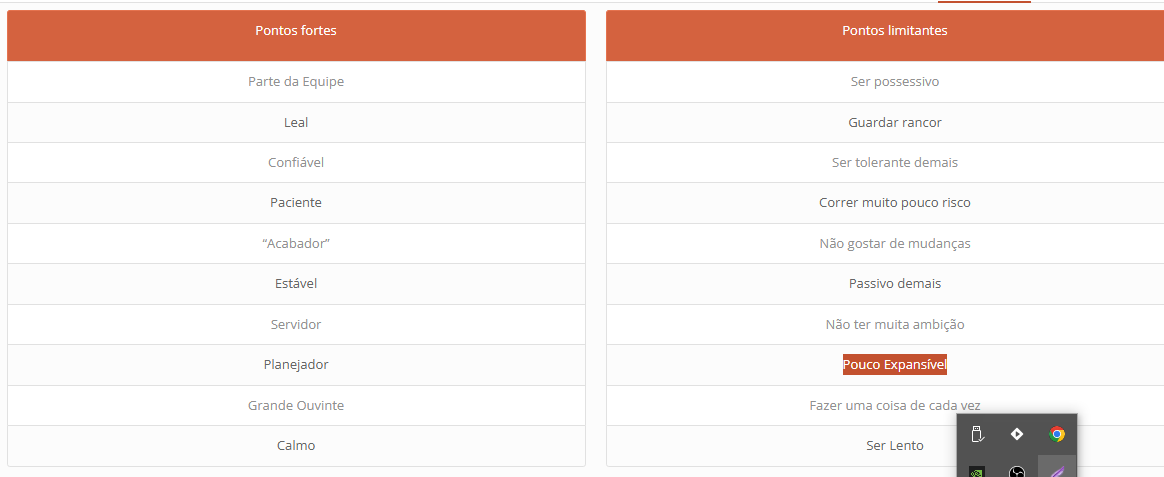 Pontos fortes
Parte da Equipe
Leal
Confiável
Paciente
“Acabador”
Estável
Servidor
Planejador
Grande Ouvinte
Calmo
Pontos limitantes
Ser possessivo
Guardar rancor
Ser tolerante demais
Correr muito pouco risco
Não gostar de mudanças
Passivo demais
Não ter muita ambição
Pouco Expansível
Fazer uma coisa de cada vez
Ser Lento